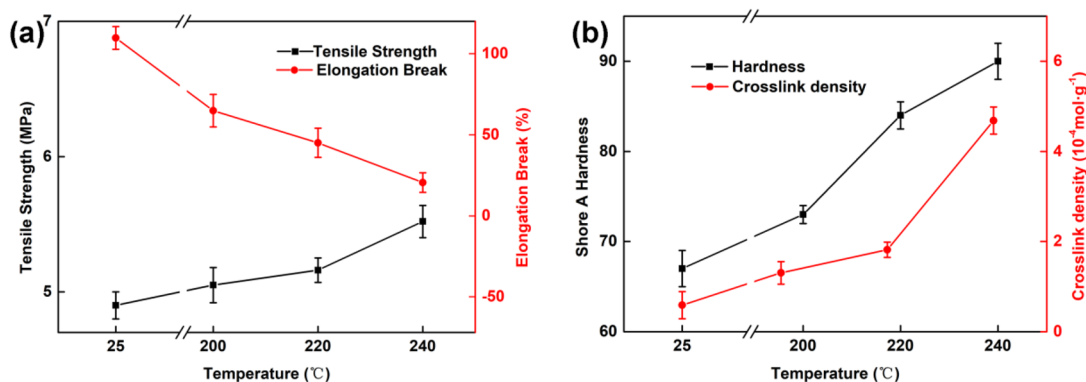 (a)
7
6
5
Tensile Strength (MPa)
Tensile Strength
Elongation Break
100
50
0
-50
Elongation Break (%)
25
200
220
240
Temperature (℃)
(b)
90
80
70
60
Shore A Hardness
Hardness
Crosslink density
6
4
2
0
Crosslink density (10⁻⁴mol·g⁻¹)
25
200
220
240
Temperature (℃)